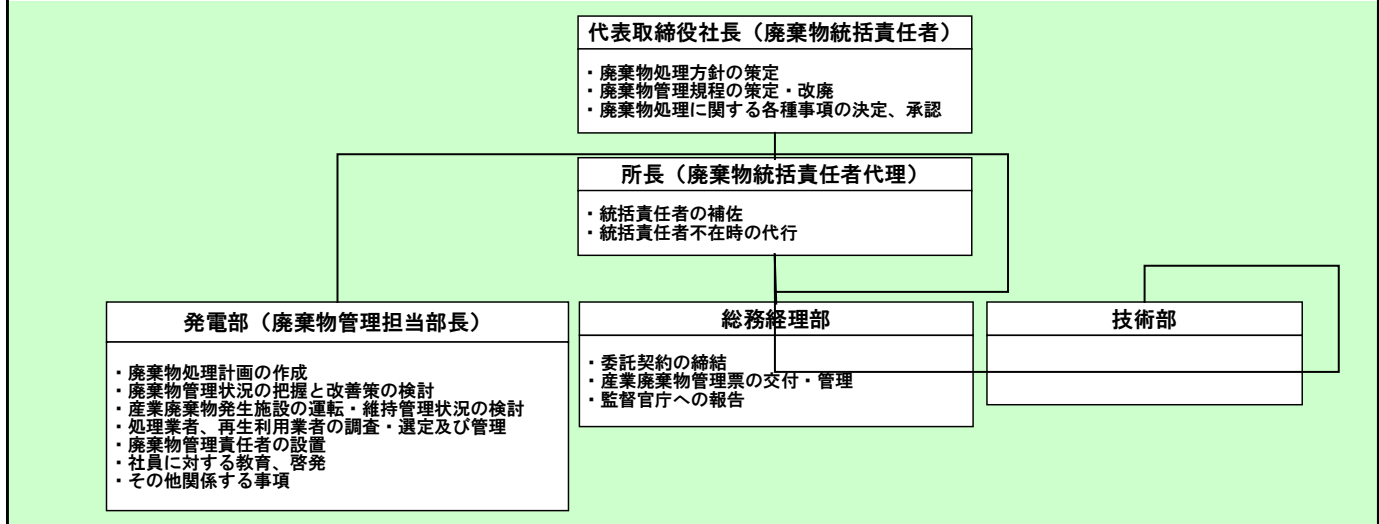 代表取締役社長（廃棄物統括責任者）
・廃棄物処理方針の策定
・廃棄物管理規程の策定・改廃
・廃棄物処理に関する各種事項の決定、承認
所長（廃棄物統括責任者代理）
・統括責任者の補佐
・統括責任者不在時の代行
発電部（廃棄物管理担当部長）
・廃棄物処理計画の作成
・廃棄物管理状況の把握と改善策の検討
・産業廃棄物発生施設の運転・維持管理状況の検討
・処理業者、再生利用業者の調査・選定及び管理
・廃棄物管理責任者の設置
・社員に対する教育、啓発
・その他関係する事項
総務経理部
・委託契約の締結
・産業廃棄物管理票の交付・管理
・監督官庁への報告
技術部